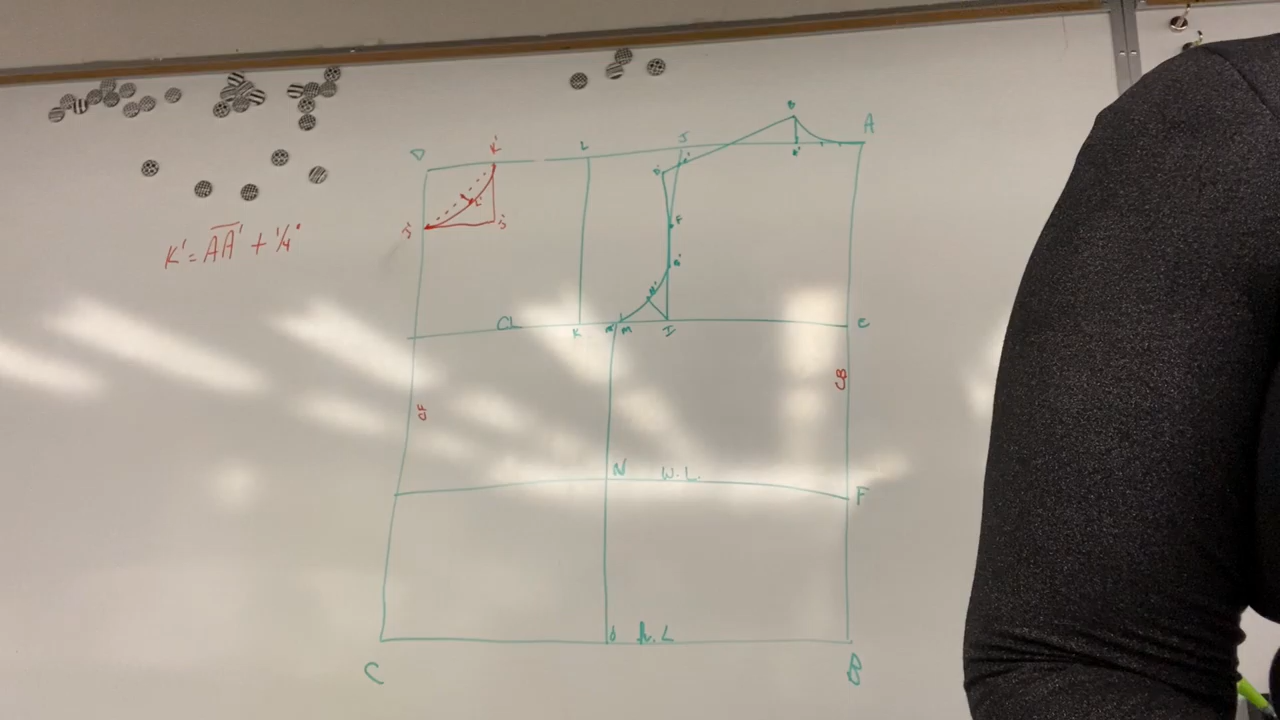 A
D
K'
L
J
K' = AA' + 1/4"
J'
L'
J'
CL
K
M
I
E
CB
CF
N
W.L.
F
O
H.L
C
B